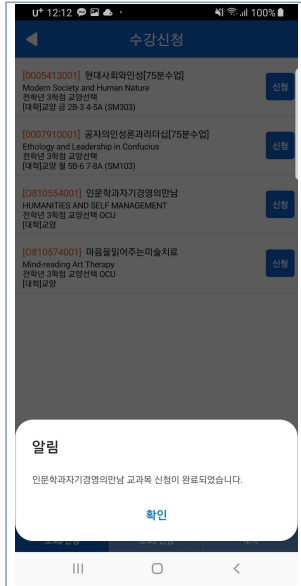 U+ 12:12
100%
수강신청
[0005413001] 현대사회와인성[75분수업]
Modern Society and Human Nature
전학년 3학점 교양선택
[대학]교양 금 2B-3 4-5A (SM303)
신청
[0007910001] 공자의인성론과리더십[75분수업]
Ethology and Leadership in Confucius
전학년 3학점 교양선택
[대학]교양 월 5B-6 7-8A (SM103)
신청
[O810554001] 인문학과자기경영의만남
HUMANITIES AND SELF MANAGEMENT
전학년 3학점 교양선택 OCU
[대학]교양
신청
[O810574001] 마음을읽어주는미술치료
Mind-reading Art Therapy
전학년 3학점 교양선택 OCU
[대학]교양
신청
알림
인문학과자기경영의만남 교과목 신청이 완료되었습니다.
확인